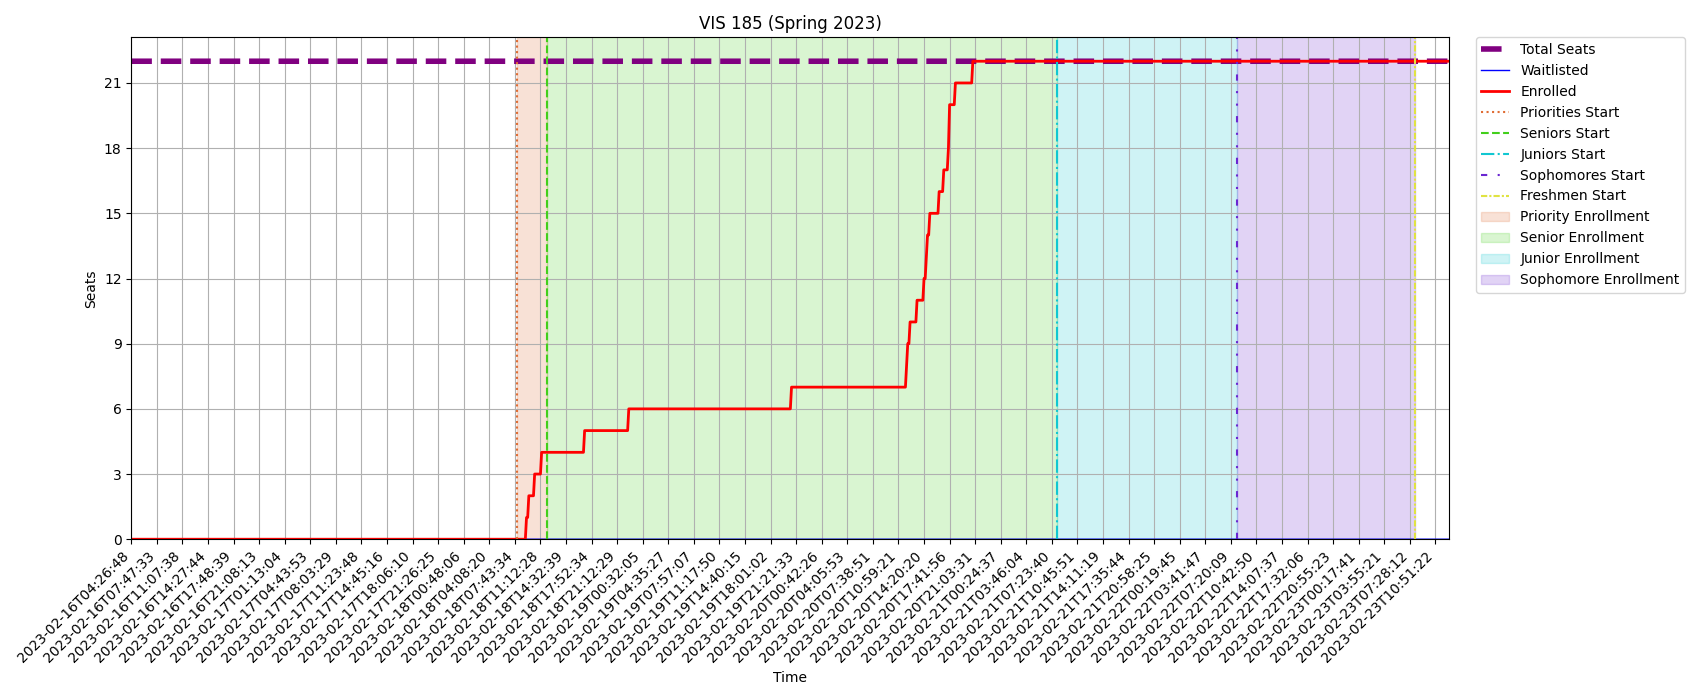 VIS 185 (Spring 2023)
Total Seats
Waitlisted
Enrolled
Priorities Start
Seniors Start
Juniors Start
Sophomores Start
Freshmen Start
Priority Enrollment
Senior Enrollment
Junior Enrollment
Sophomore Enrollment
Seats
21
18
15
12
9
6
3
0
2023-02-16T04:26:48
2023-02-16T07:47:33
2023-02-16T11:07:38
2023-02-16T14:27:44
2023-02-16T17:48:39
2023-02-16T21:08:13
2023-02-17T01:13:04
2023-02-17T04:43:53
2023-02-17T08:03:29
2023-02-17T11:23:48
2023-02-17T14:45:16
2023-02-17T18:06:10
2023-02-17T21:26:25
2023-02-18T00:48:06
2023-02-18T04:08:20
2023-02-18T07:43:34
2023-02-18T11:12:28
2023-02-18T14:32:39
2023-02-18T17:52:34
2023-02-18T21:12:29
2023-02-19T00:32:05
2023-02-19T04:35:27
2023-02-19T07:57:07
2023-02-19T11:17:50
2023-02-19T14:40:15
2023-02-19T18:01:02
2023-02-19T21:21:33
2023-02-20T00:42:26
2023-02-20T04:05:53
2023-02-20T07:38:51
2023-02-20T10:59:21
2023-02-20T14:20:20
2023-02-20T17:41:56
2023-02-20T21:03:31
2023-02-21T00:24:37
2023-02-21T03:46:04
2023-02-21T07:23:40
2023-02-21T10:45:51
2023-02-21T14:11:19
2023-02-21T17:35:44
2023-02-21T20:58:25
2023-02-22T00:19:45
2023-02-22T03:41:47
2023-02-22T07:20:09
2023-02-22T10:42:50
2023-02-22T14:07:37
2023-02-22T17:32:06
2023-02-22T20:55:23
2023-02-23T00:17:41
2023-02-23T03:55:21
2023-02-23T07:28:12
2023-02-23T10:51:22
Time